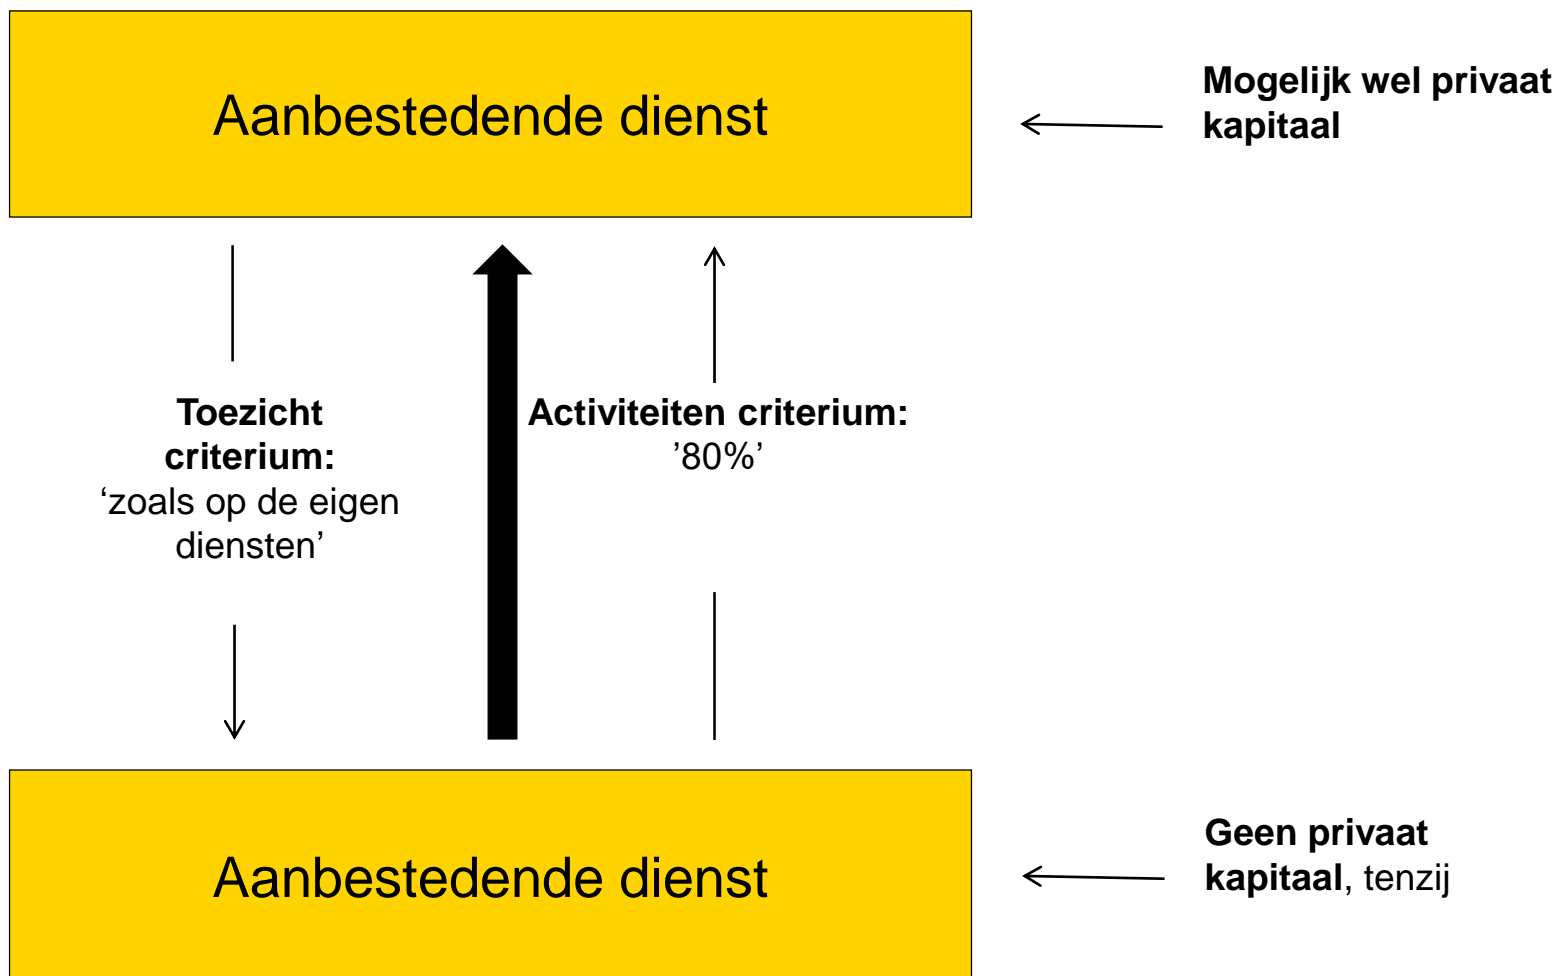 Aanbestedende dienst
Mogelijk wel privaat
kapitaal
Toezicht
criterium:
‘zoals op de eigen
diensten’
Activiteiten criterium:
’80%’
Aanbestedende dienst
Geen privaat
kapitaal, tenzij